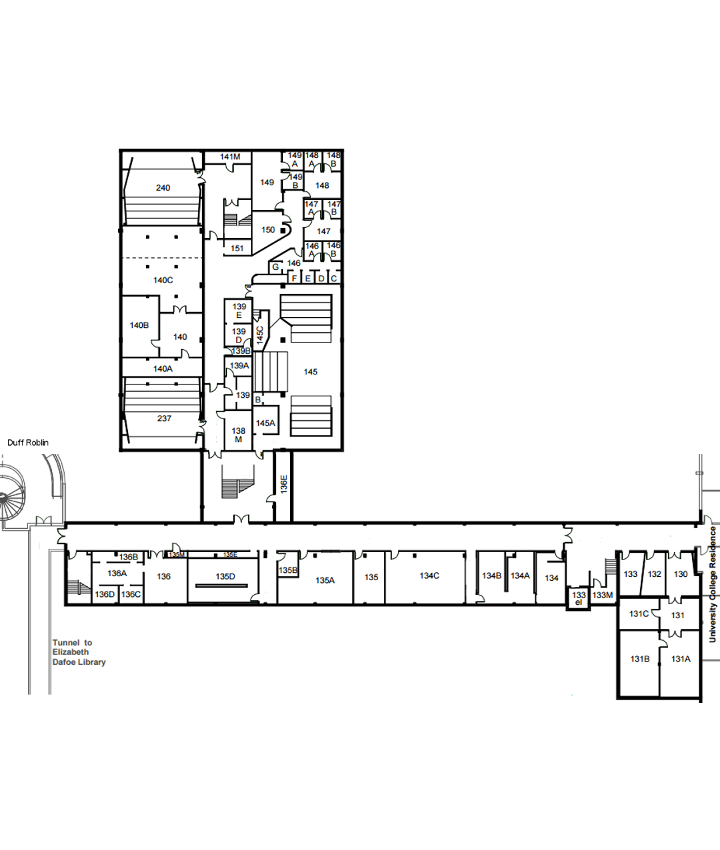 141M
149
A
148
A
148
B
240
149
149
B
148
147
A
147
B
150
147
151
146
A
146
B
146
G
140C
F
E
D
C
139
E
140B
140
139
D
145C
139B
140A
139A
145
139
B
237
138
M
145A
Duff Roblin
136E
University College Residence
136B
135M
135E
136A
136
135D
135B
135A
135
134C
134B
134A
134
133
132
130
136D
136C
133
el
133M
131C
131
131B
131A
Tunnel to
Elizabeth
Dafoe Library